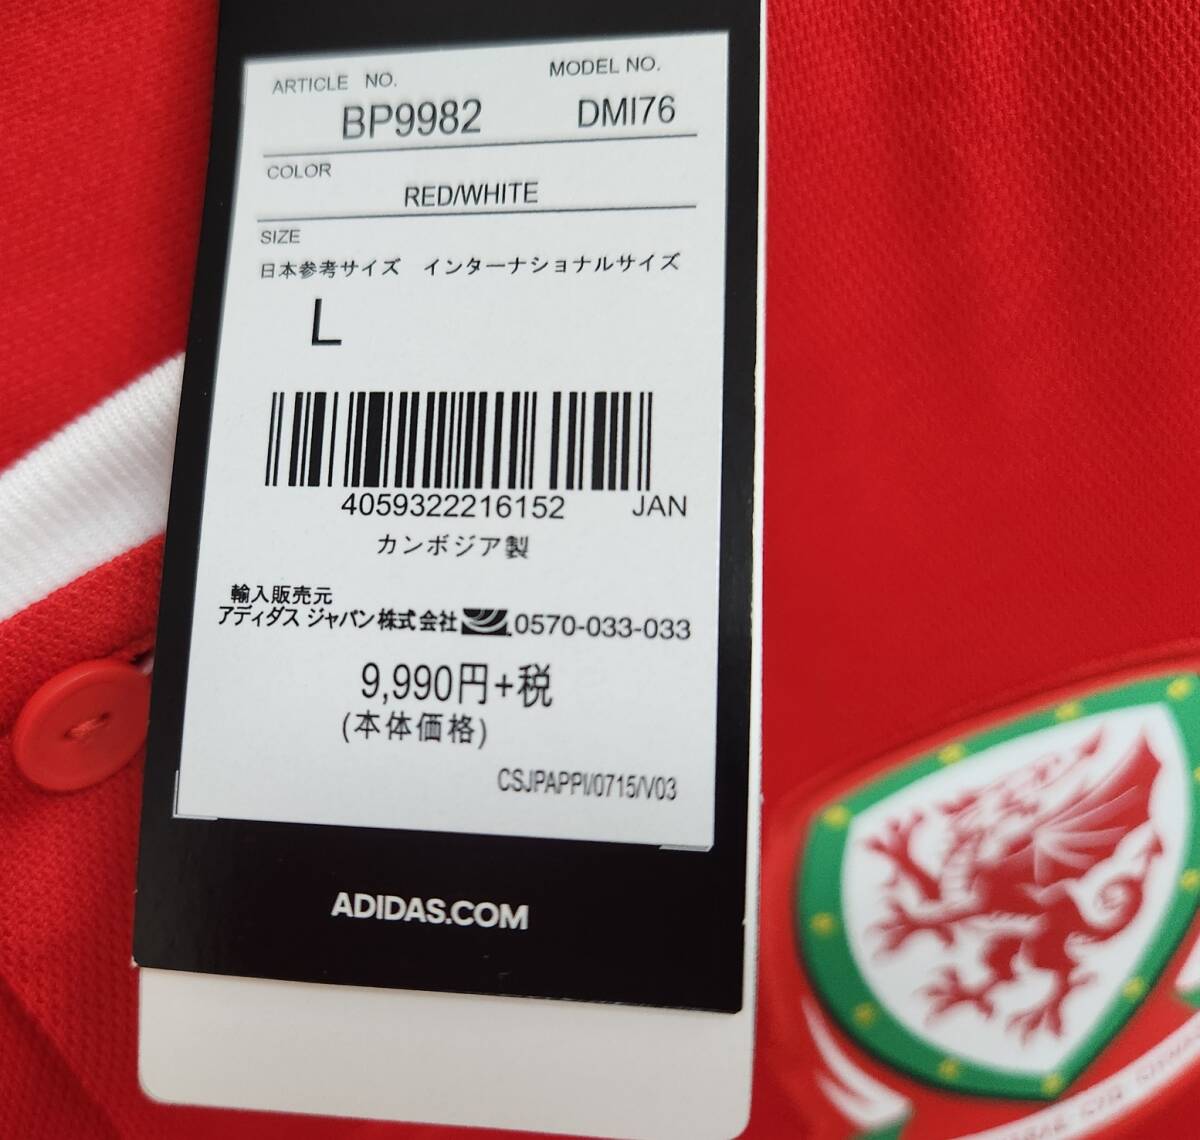 ARTICLE NO. MODEL NO.
BP9982 DMI76
COLOR
RED/WHITE
SIZE
日本参考サイズ インターナショナルサイズ
L
4059322216152 JAN
カンボジア製
輸入販売元
アディダス ジャパン株式会社 0570-033-033
9,990円+税
(本体価格)
CSJPAPPI/0715/V03
ADIDAS.COM